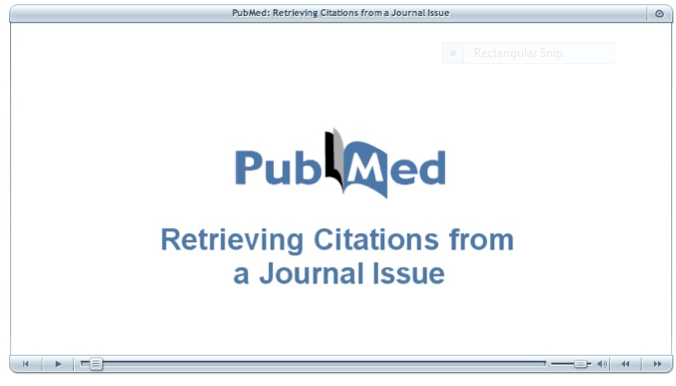 PubMed: Retrieving Citations from a Journal Issue
Rectangular Snip
PubMed
Retrieving Citations from
a Journal Issue